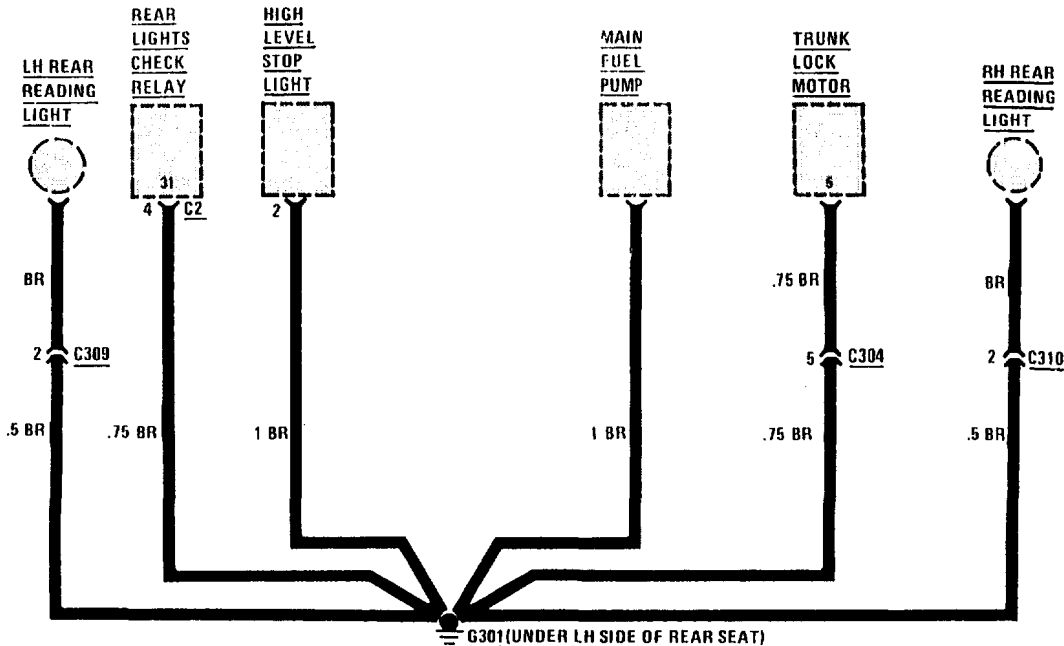 LH REAR
READING
LIGHT
REAR
LIGHTS
CHECK
RELAY
HIGH
LEVEL
STOP
LIGHT
MAIN
FUEL
PUMP
TRUNK
LOCK
MOTOR
RH REAR
READING
LIGHT
31
4
C2
2
6
BR
.75 BR
BR
2
C309
5
C304
2
C310
.5 BR
.75 BR
1 BR
1 BR
.75 BR
.5 BR
G301(UNDER LH SIDE OF REAR SEAT)